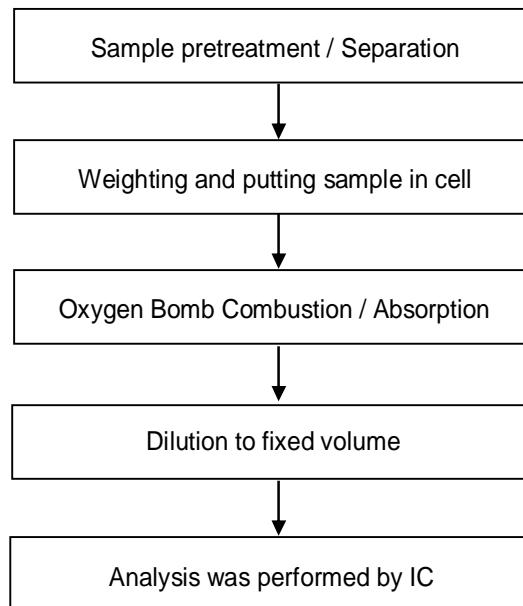 Sample pretreatment / Separation
Weighting and putting sample in cell
Oxygen Bomb Combustion / Absorption
Dilution to fixed volume
Analysis was performed by IC